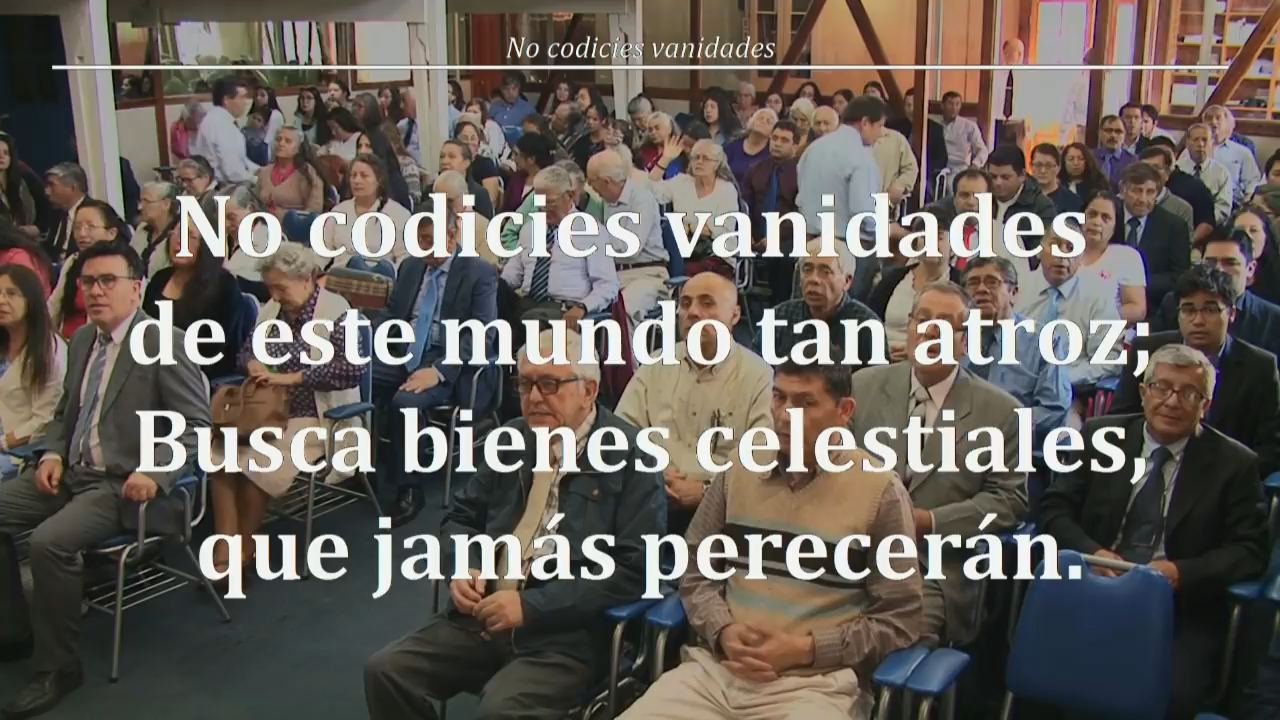 No codicies vanidades
No codicies vanidades
de este mundo tan atroz;
Busca bienes celestiales,
que jamás perecerán.